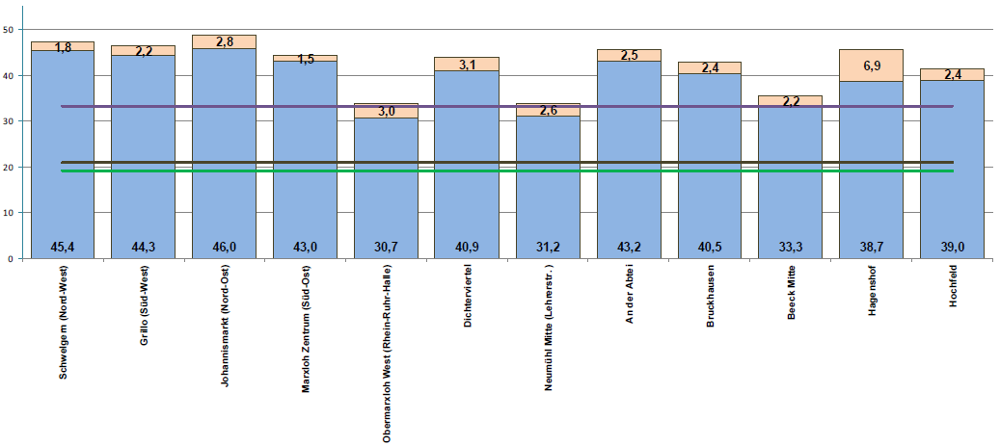 50
40
30
20
10
0
1,8
2,2
2,8
1,5
3,0
3,1
2,6
2,5
2,4
2,2
6,9
2,4
45,4
44,3
46,0
43,0
30,7
40,9
31,2
43,2
40,5
33,3
38,7
39,0
Schwelgern (Nord-West)
Grillo (Süd-West)
Johannismarkt (Nord-Ost)
Marxloh Zentrum (Süd-Ost)
Obermarxloh West (Rhein-Ruhr-Halle)
Dichterviertel
Neumühl Mitte (Lehrerstr.)
An der Abtei
Bruckhausen
Beeck Mitte
Hagenshof
Hochfeld